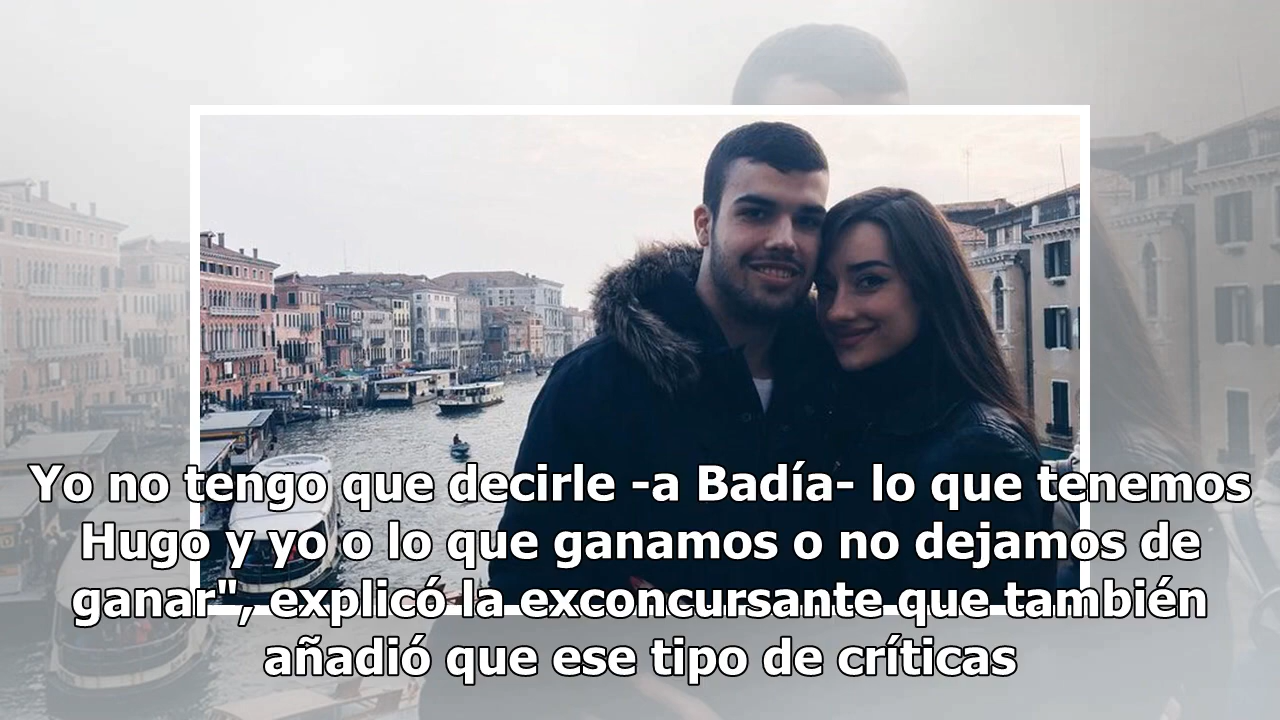 Yo no tengo que decirle -a Badía- lo que tenemos
Hugo y yo o lo que ganamos o no dejamos de
ganar", explicó la exconcursante que también
añadió que ese tipo de críticas